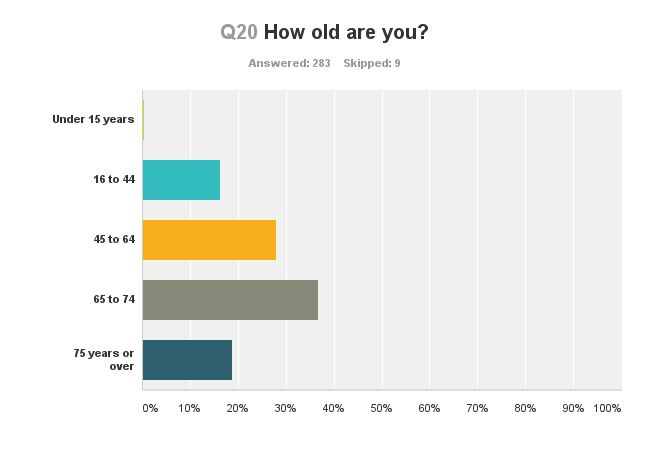 Q20 How old are you?
Answered: 283 Skipped: 9
Under 15 years
16 to 44
45 to 64
65 to 74
75 years or
over
0% 10% 20% 30% 40% 50% 60% 70% 80% 90% 100%